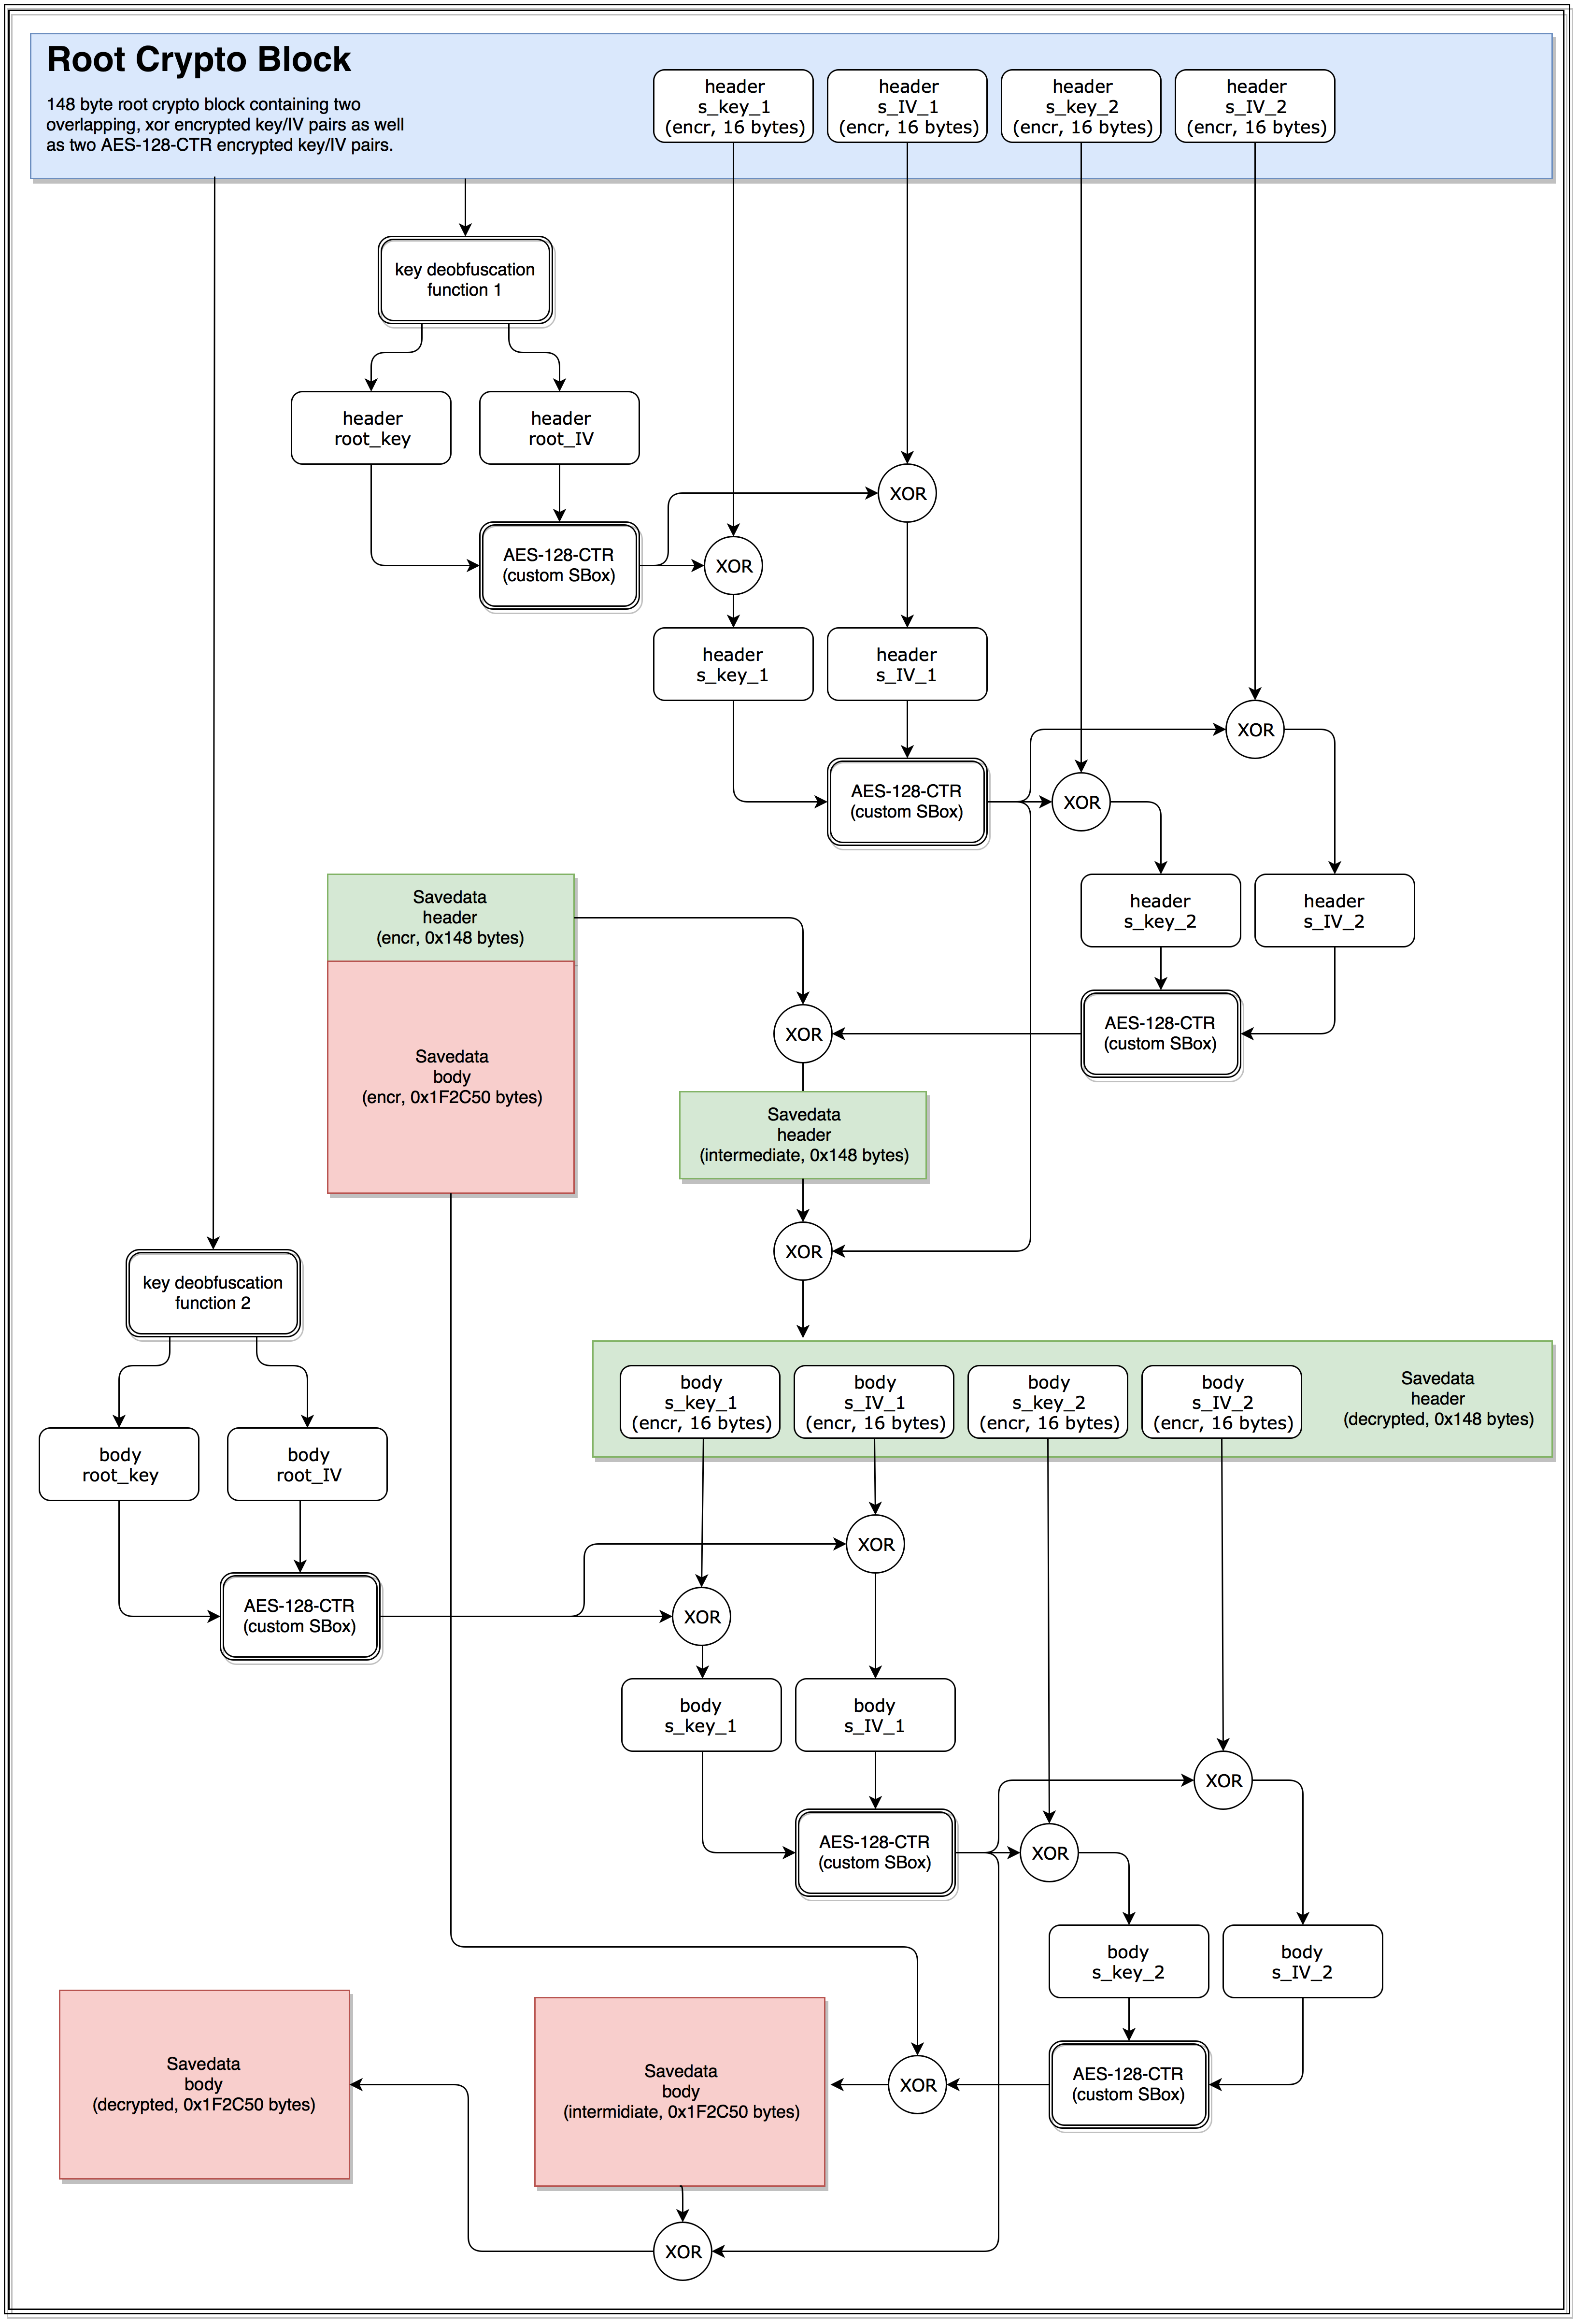 Root Crypto Block
148 byte root crypto block containing two
overlapping, xor encrypted key/IV pairs as well
as two AES-128-CTR encrypted key/IV pairs.
header
s_key_1
(encr, 16 bytes)
header
s_IV_1
(encr, 16 bytes)
header
s_key_2
(encr, 16 bytes)
header
s_IV_2
(encr, 16 bytes)
key deobfuscation
function 1
header
root_key
header
root_IV
XOR
AES-128-CTR
(custom SBox)
XOR
header
s_key_1
header
s_IV_1
XOR
AES-128-CTR
(custom SBox)
XOR
Savedata
header
(encr, 0x148 bytes)
header
s_key_2
header
s_IV_2
Savedata
body
(encr, 0x1F2C50 bytes)
XOR
AES-128-CTR
(custom SBox)
Savedata
header
(intermediate, 0x148 bytes)
XOR
key deobfuscation
function 2
body
s_key_1
(encr, 16 bytes)
body
s_IV_1
(encr, 16 bytes)
body
s_key_2
(encr, 16 bytes)
body
s_IV_2
(encr, 16 bytes)
Savedata
header
(decrypted, 0x148 bytes)
body
root_key
body
root_IV
XOR
AES-128-CTR
(custom SBox)
XOR
body
s_key_1
body
s_IV_1
XOR
AES-128-CTR
(custom SBox)
XOR
body
s_key_2
body
s_IV_2
Savedata
body
(decrypted, 0x1F2C50 bytes)
Savedata
body
(intermidiate, 0x1F2C50 bytes)
XOR
AES-128-CTR
(custom SBox)
XOR